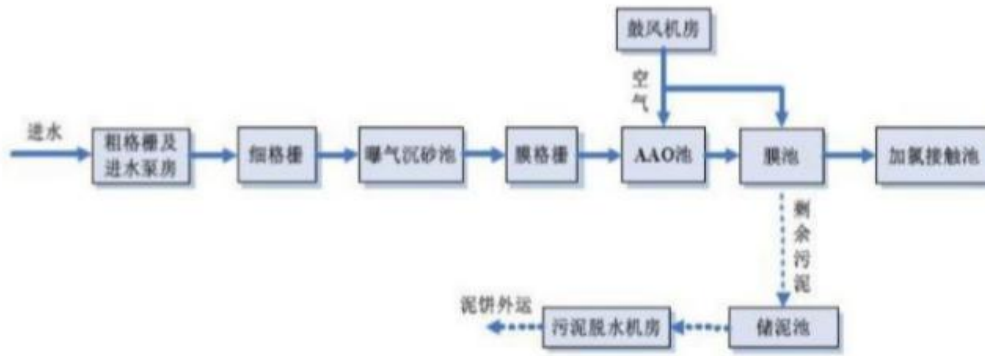 鼓风机房
空气
进水
粗格栅及
进水泵房
细格栅
曝气沉砂池
膜格栅
AAO池
膜池
加氯接触池
剩余污泥
泥饼外运
污泥脱水机房
储泥池